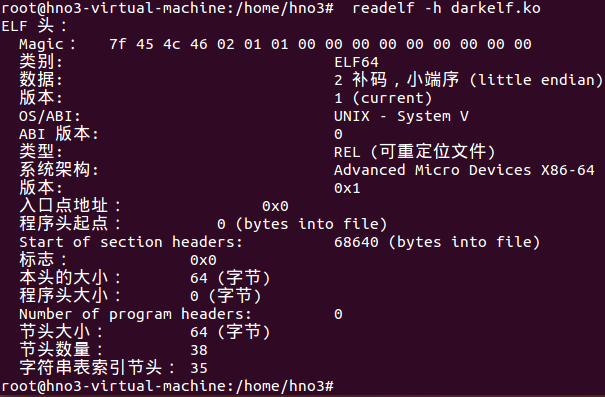 root@hno3-virtual-machine:/home/hno3#  readelf -h darkelf.ko
ELF 头：
  Magic：   7f 45 4c 46 02 01 01 00 00 00 00 00 00 00 00 00
  类别:                              ELF64
  数据:                              2 补码，小端序 (little endian)
  版本:                              1 (current)
  OS/ABI:                            UNIX - System V
  ABI 版本:                          0
  类型:                              REL (可重定位文件)
  系统架构:                          Advanced Micro Devices X86-64
  版本:                              0x1
  入口点地址：               0x0
  程序头起点：          0 (bytes into file)
  Start of section headers:          68640 (bytes into file)
  标志：             0x0
  本头的大小：       64 (字节)
  程序头大小：       0 (字节)
  Number of program headers:         0
  节头大小：         64 (字节)
  节头数量：         38
  字符串表索引节头： 35
root@hno3-virtual-machine:/home/hno3#